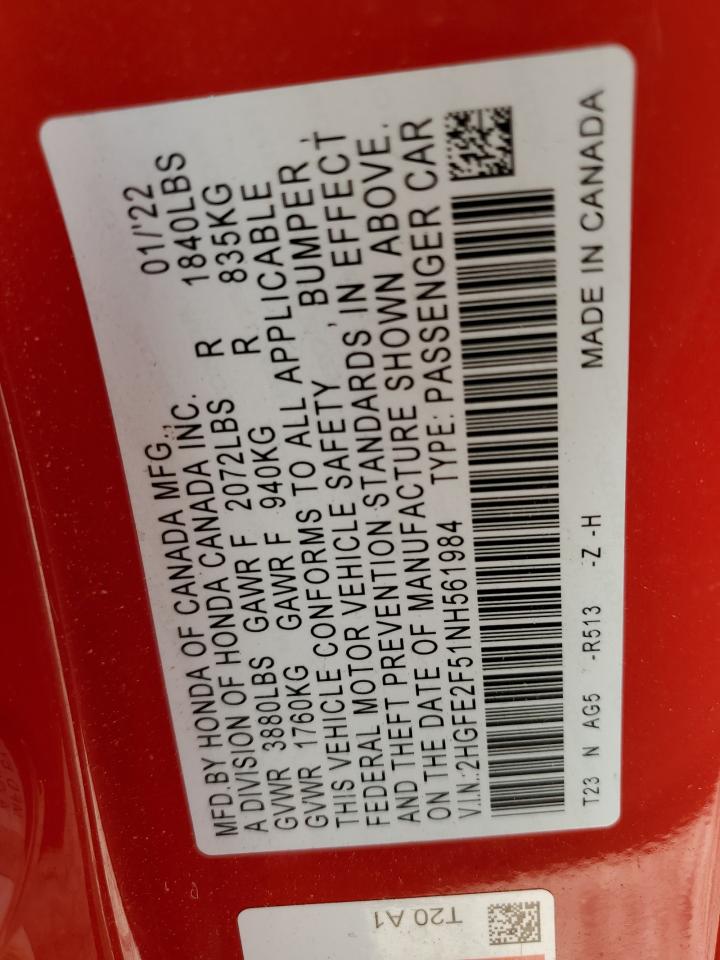 MFD.BY HONDA OF CANADA MFG., 01/'22
A DIVISION OF HONDA CANADA INC.
GVWR 3880LBS GAWR F 2072LBS R 1840LBS
GVWR 1760KG GAWR F 940KG R 835KG
THIS VEHICLE CONFORMS TO ALL APPLICABLE
FEDERAL MOTOR VEHICLE SAFETY, BUMPER,
AND THEFT PREVENTION STANDARDS IN EFFECT
ON THE DATE OF MANUFACTURE SHOWN ABOVE.
V.I.N.:2HGFE2F51NH561984 TYPE: PASSENGER CAR
T23 N AG5 -R513 -Z -H MADE IN CANADA
T20 A1